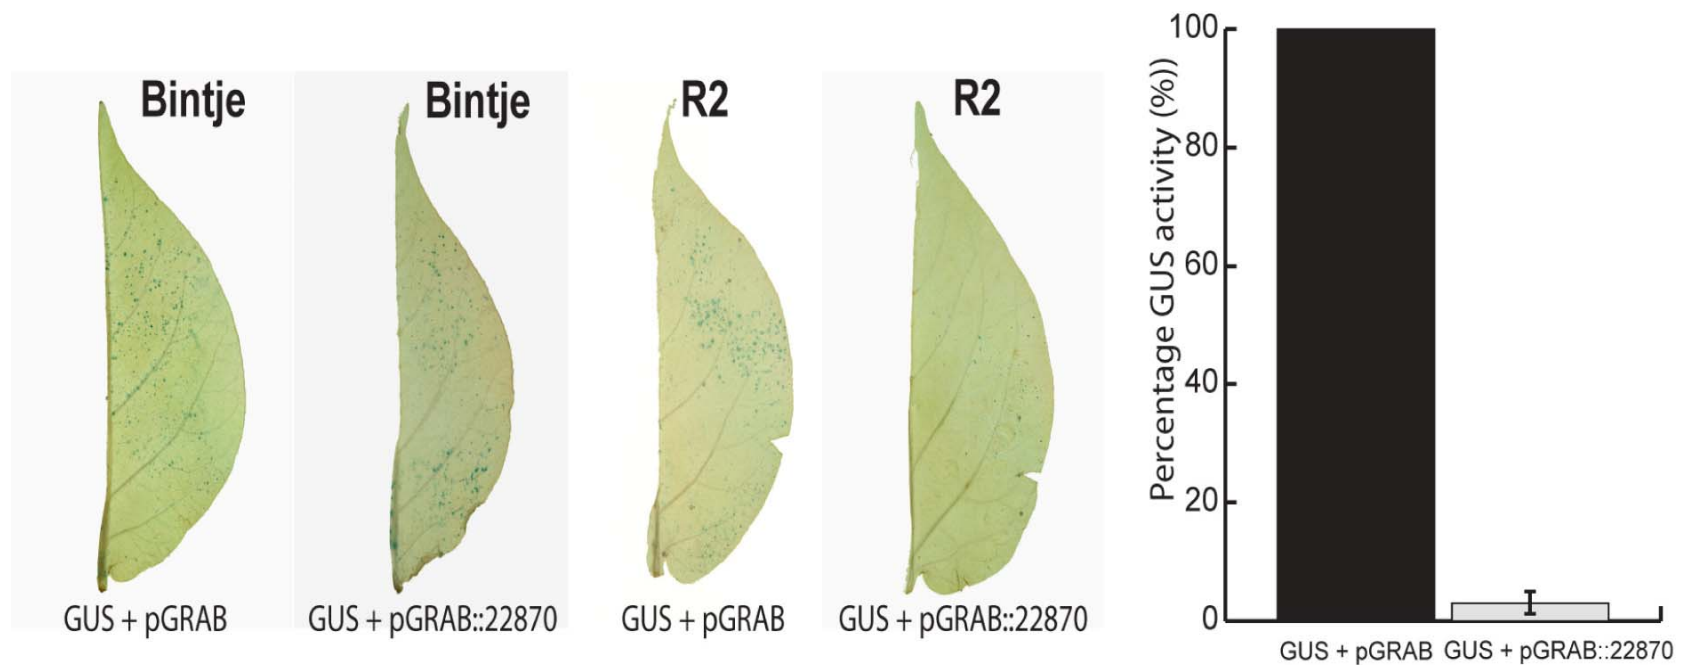 Bintje
Bintje
R2
R2
GUS + pGRAB
GUS + pGRAB::22870
GUS + pGRAB
GUS + pGRAB::22870
Percentage GUS activity (%))
100
80
60
40
20
0
GUS + pGRAB
GUS + pGRAB::22870